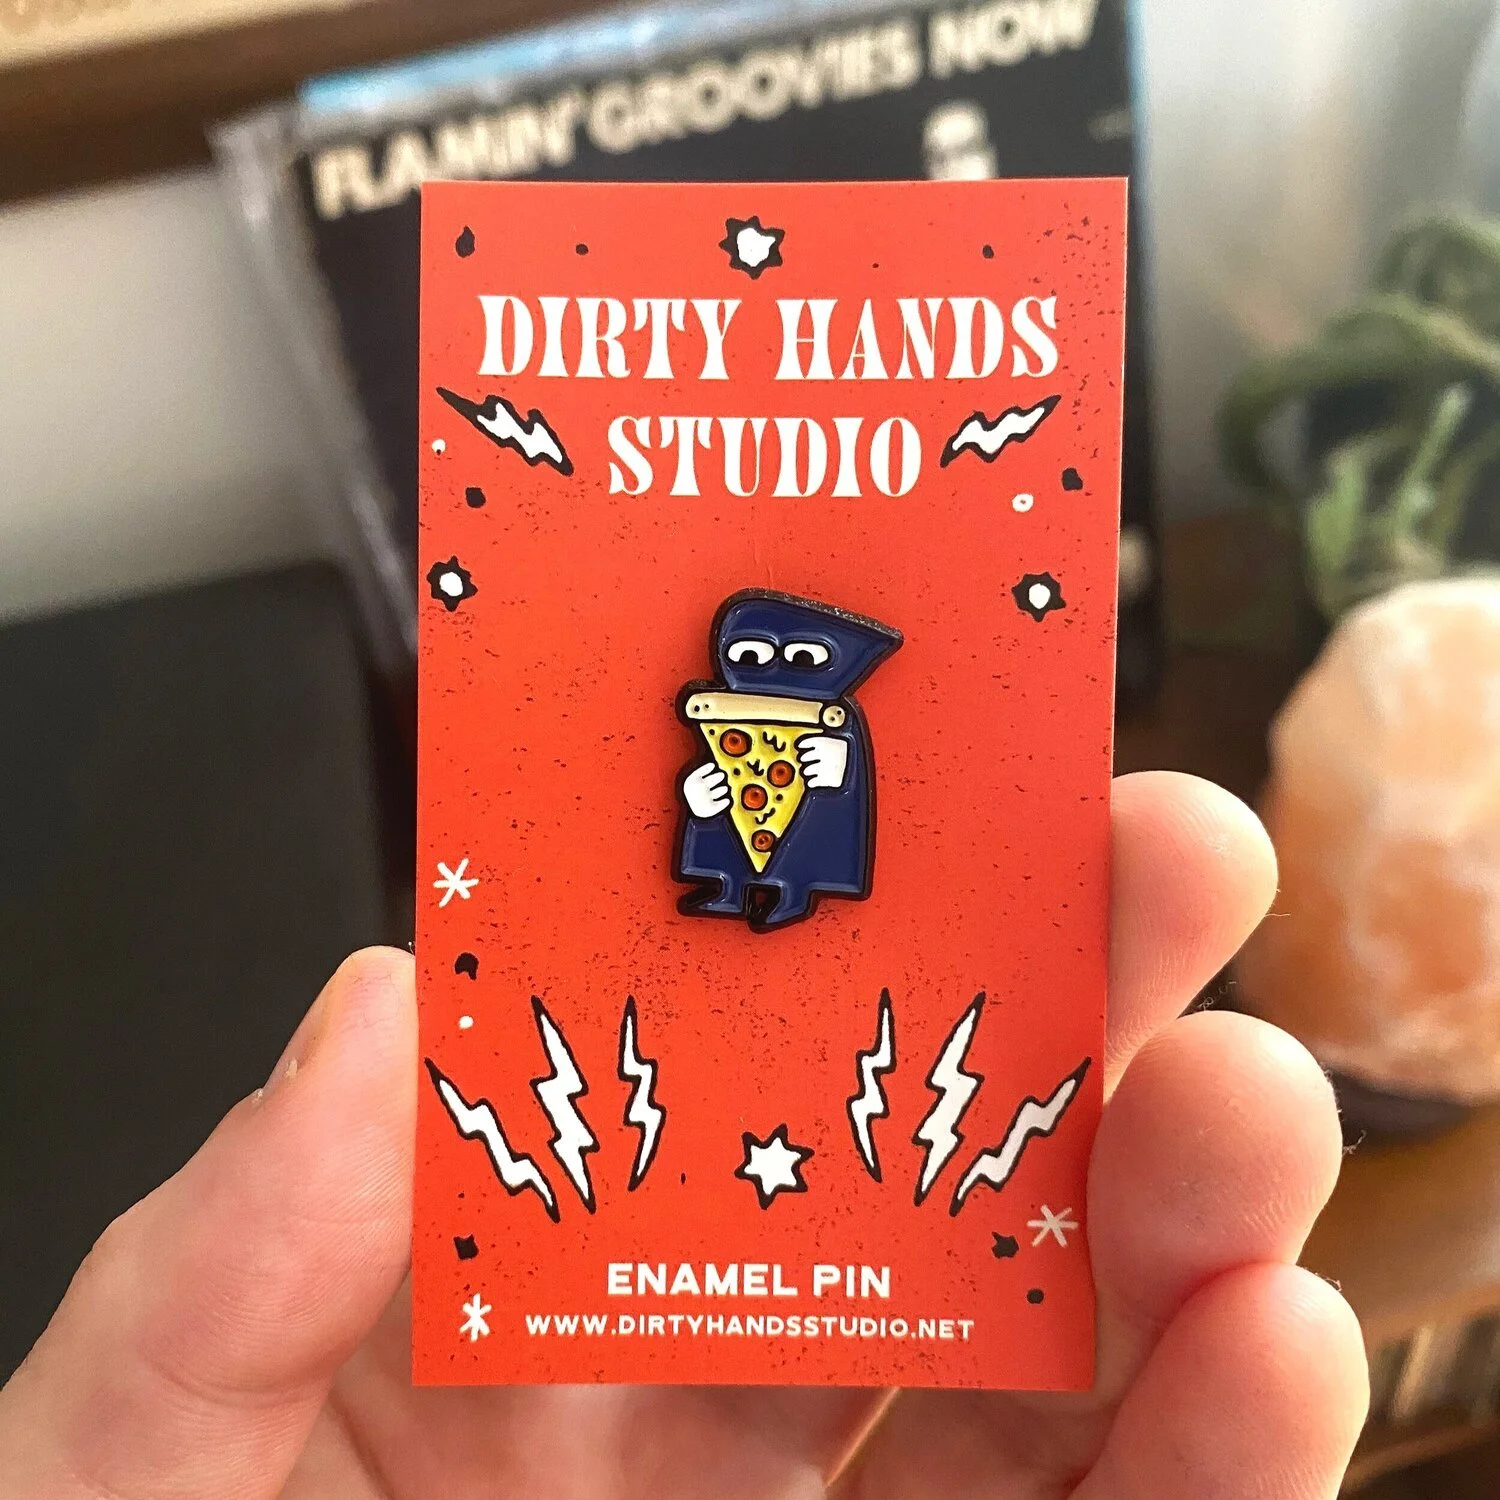 FLAMIN' GROOVIES NOW
DIRTY HANDS
STUDIO
ENAMEL PIN
WWW.DIRTYHANDSSTUDIO.NET